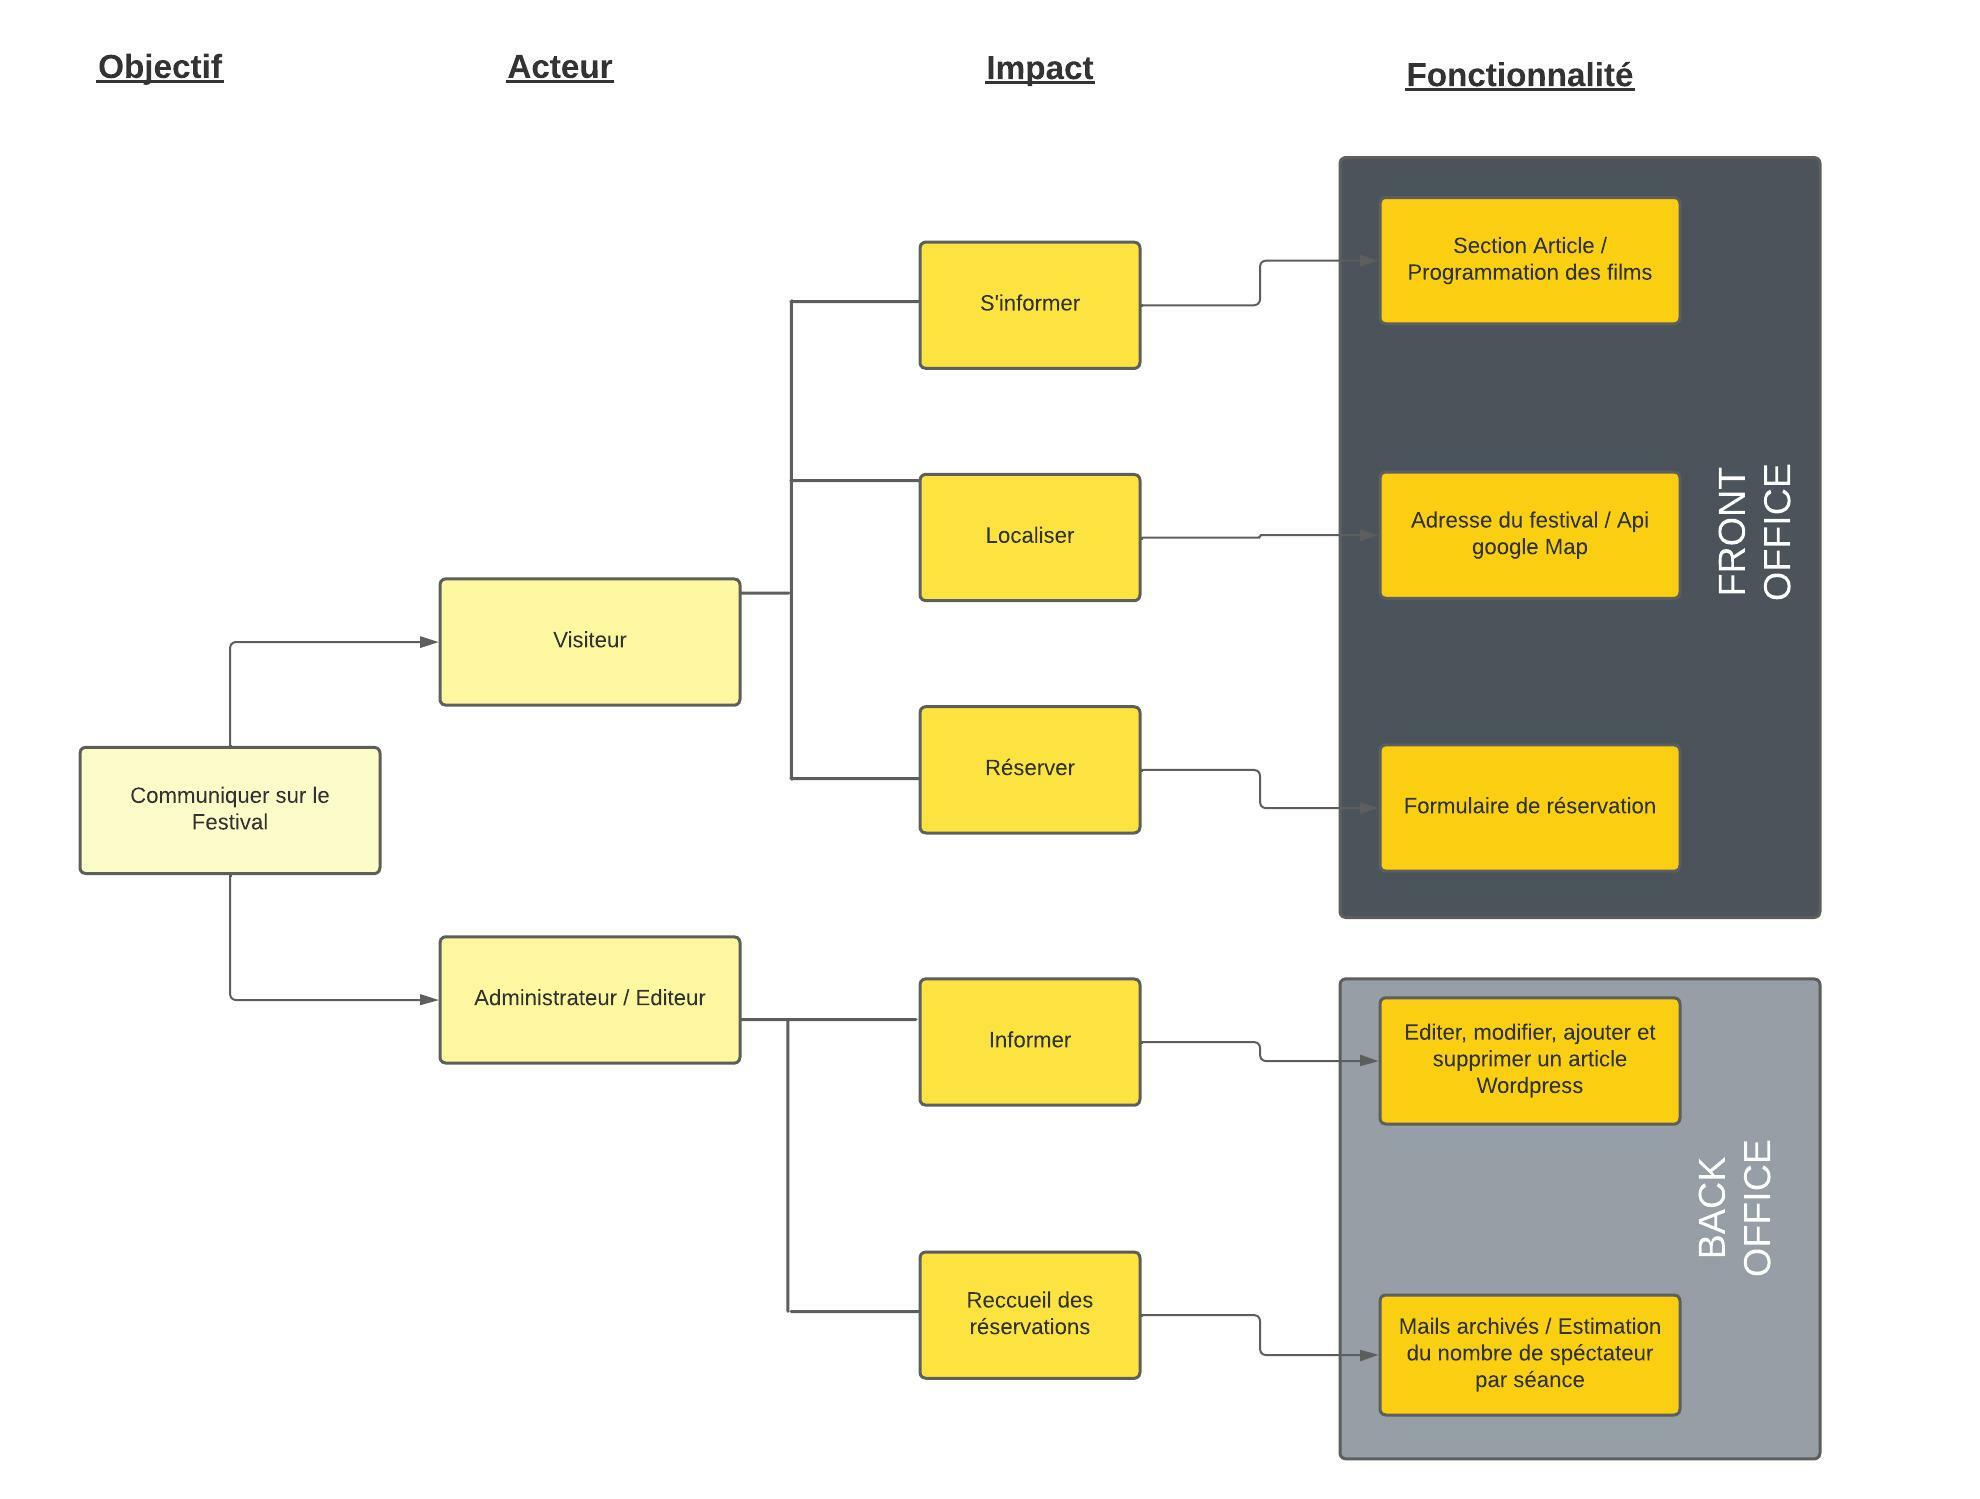 Objectif
Acteur
Impact
Fonctionnalité
Section Article /
Programmation des films
S'informer
Localiser
Adresse du festival / Api
google Map
FRONT
OFFICE
Visiteur
Réserver
Formulaire de réservation
Communiquer sur le
Festival
Administrateur / Editeur
Informer
Editer, modifier, ajouter et
supprimer un article
Wordpress
BACK
OFFICE
Reccueil des
réservations
Mails archivés / Estimation
du nombre de spéctateur
par séance